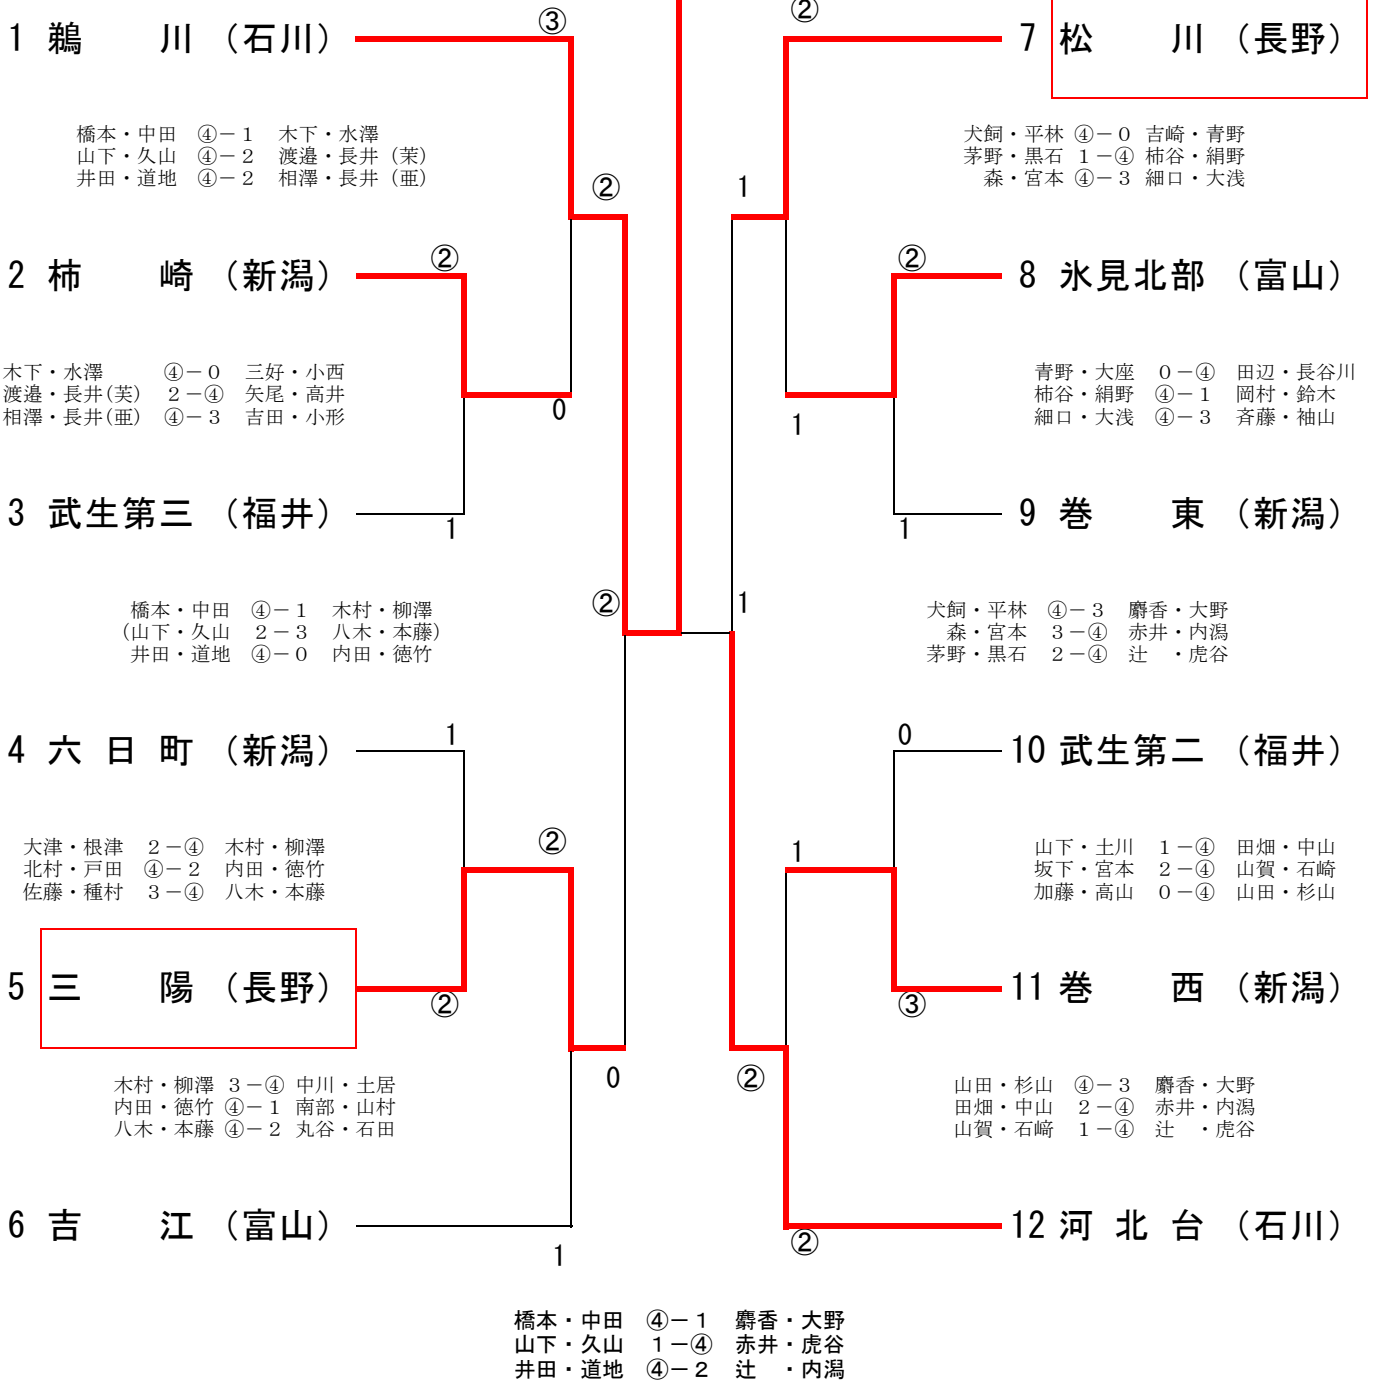 ③
②
1 鵜 川 （石川）
7 松 川 （長野）
橋本・中田 ④－１ 木下・水澤
山下・久山 ④－２ 渡邉・長井（茉）
井田・道地 ④－２ 相澤・長井（亜）
犬飼・平林 ④－０ 吉崎・青野
茅野・黒石 １－④ 柿谷・絹野
森・宮本 ④－３ 細口・大浅
②
1
2 柿 崎 （新潟）
②
②
8 氷見北部 （富山）
木下・水澤 ④－０ 三好・小西
渡邉・長井(芙) ２－④ 矢尾・高井
相澤・長井(亜) ④－３ 吉田・小形
青野・大座 ０－④ 田辺・長谷川
柿谷・絹野 ④－１ 岡村・鈴木
細口・大浅 ④－３ 斉藤・袖山
0
1
3 武生第三 （福井）
1
1
9 巻 東 （新潟）
橋本・中田 ④－１ 木村・柳澤
(山下・久山 ２－３ 八木・本藤)
井田・道地 ④－０ 内田・徳竹
②
1
犬飼・平林 ④－３ 麝香・大野
森・宮本 ３－④ 赤井・内潟
茅野・黒石 ２－④ 辻 ・虎谷
4 六 日 町 （新潟）
1
0
10 武生第二 （福井）
大津・根津 ２－④ 木村・柳澤
北村・戸田 ④－２ 内田・徳竹
佐藤・種村 ３－④ 八木・本藤
②
1
山下・土川 １－④ 田畑・中山
坂下・宮本 ２－④ 山賀・石崎
加藤・高山 ０－④ 山田・杉山
5 三 陽 （長野）
②
③
11 巻 西 （新潟）
木村・柳澤 ３－④ 中川・土居
内田・徳竹 ④－１ 南部・山村
八木・本藤 ④－２ 丸谷・石田
0
②
山田・杉山 ④－３ 麝香・大野
田畑・中山 ２－④ 赤井・内潟
山賀・石﨑 １－④ 辻 ・虎谷
6 吉 江 （富山）
1
②
12 河 北 台 （石川）
橋本・中田 ④－１ 麝香・大野
山下・久山 １－④ 赤井・虎谷
井田・道地 ④－２ 辻 ・内潟